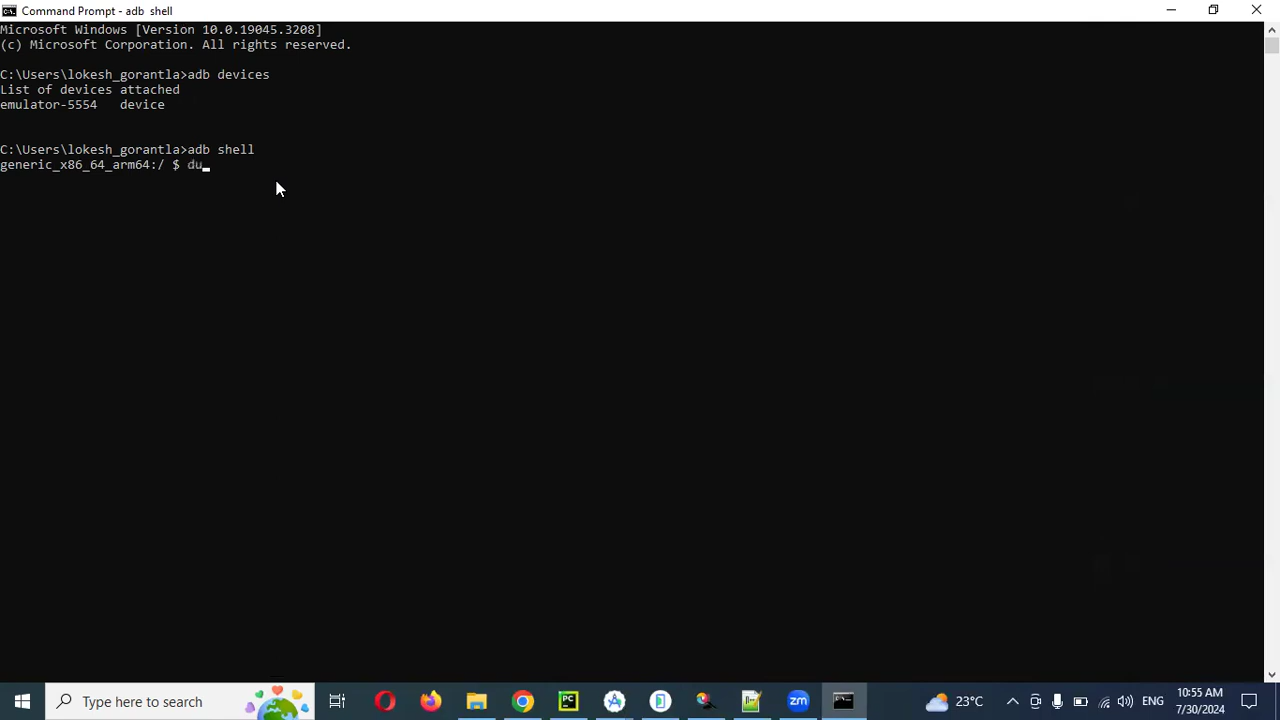 Command Prompt - adb shell
Microsoft Windows [Version 10.0.19045.3208]
(c) Microsoft Corporation. All rights reserved.
C:\Users\lokesh_gorantla>adb devices
List of devices attached
emulator-5554 device
C:\Users\lokesh_gorantla>adb shell
generic_x86_64_arm64:/ $ du
Type here to search
PC
zm
23°C
ENG
10:55 AM
7/30/2024